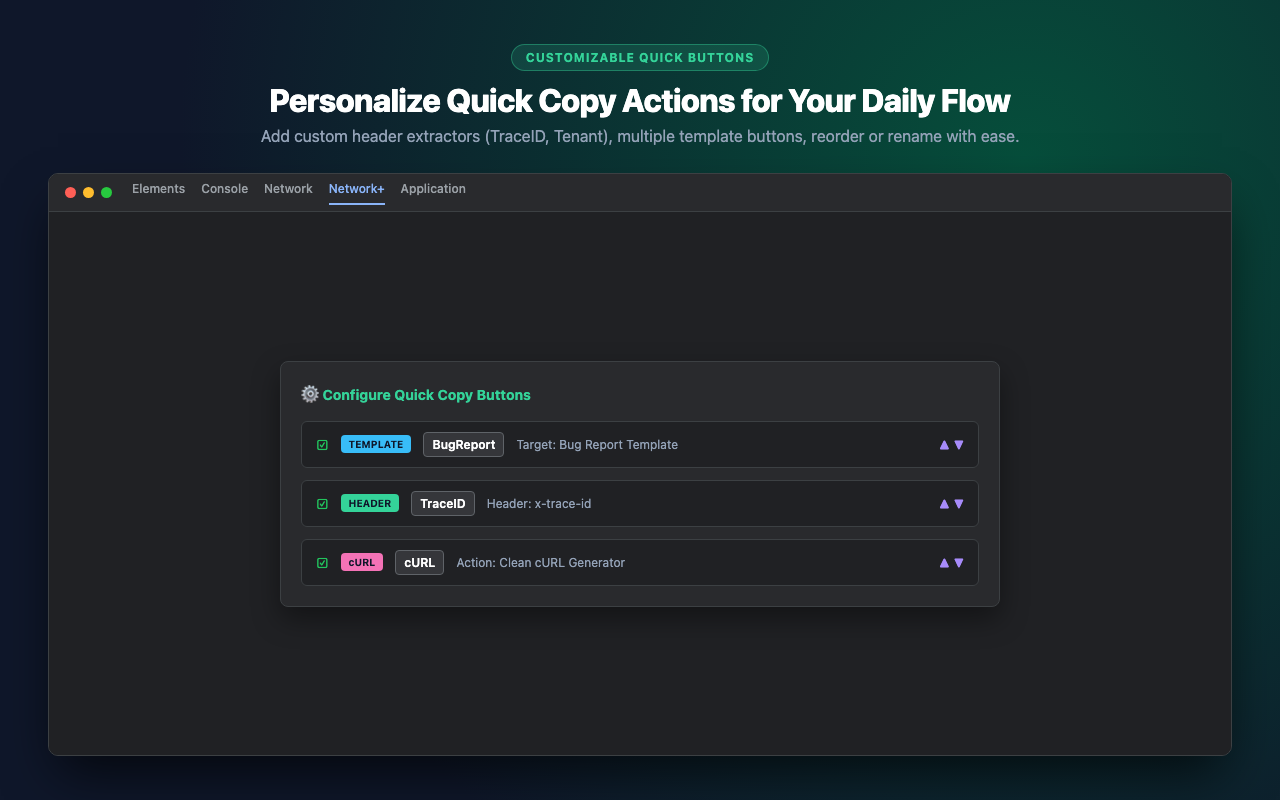 CUSTOMIZABLE QUICK BUTTONS
Personalize Quick Copy Actions for Your Daily Flow
Add custom header extractors (TraceID, Tenant), multiple template buttons, reorder or rename with ease.
Elements Console Network Network+ Application
Configure Quick Copy Buttons
TEMPLATE BugReport Target: Bug Report Template
HEADER TraceID Header: x-trace-id
cURL cURL Action: Clean cURL Generator